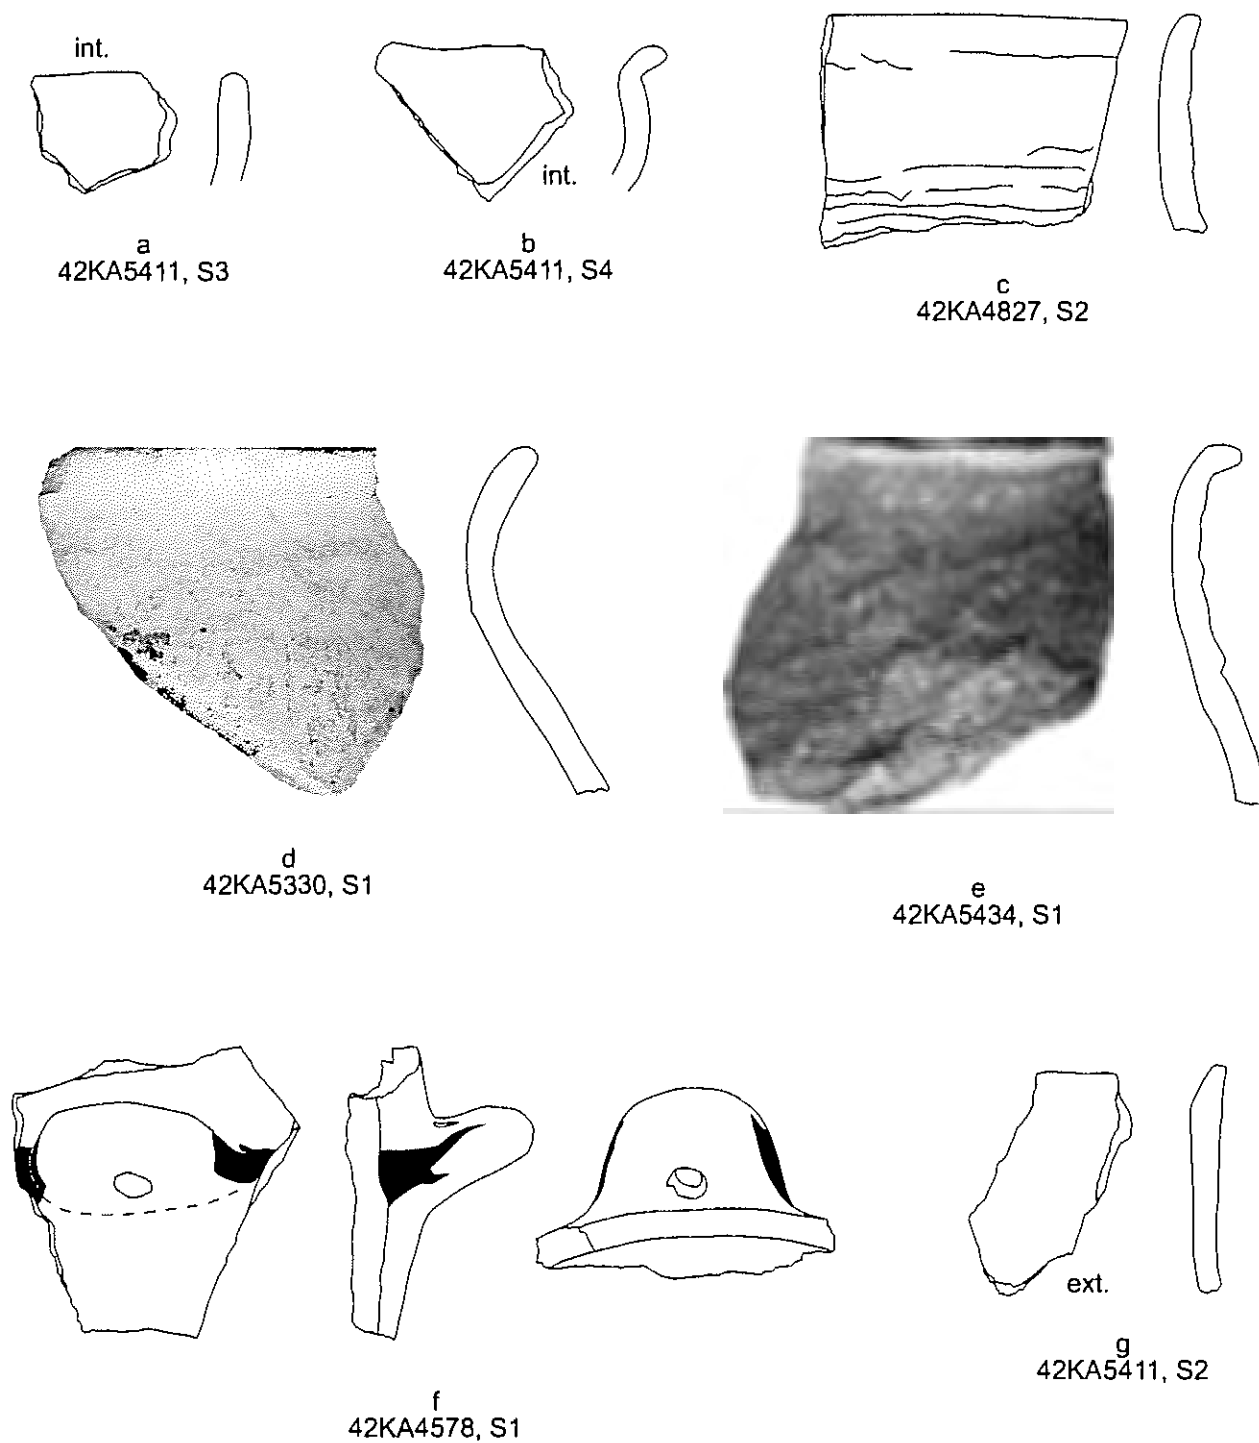 int.
a
42KA5411, S3
int.
b
42KA5411, S4
c
42KA4827, S2
d
42KA5330, S1
e
42KA5434, S1
f
42KA4578, S1
ext.
g
42KA5411, S2